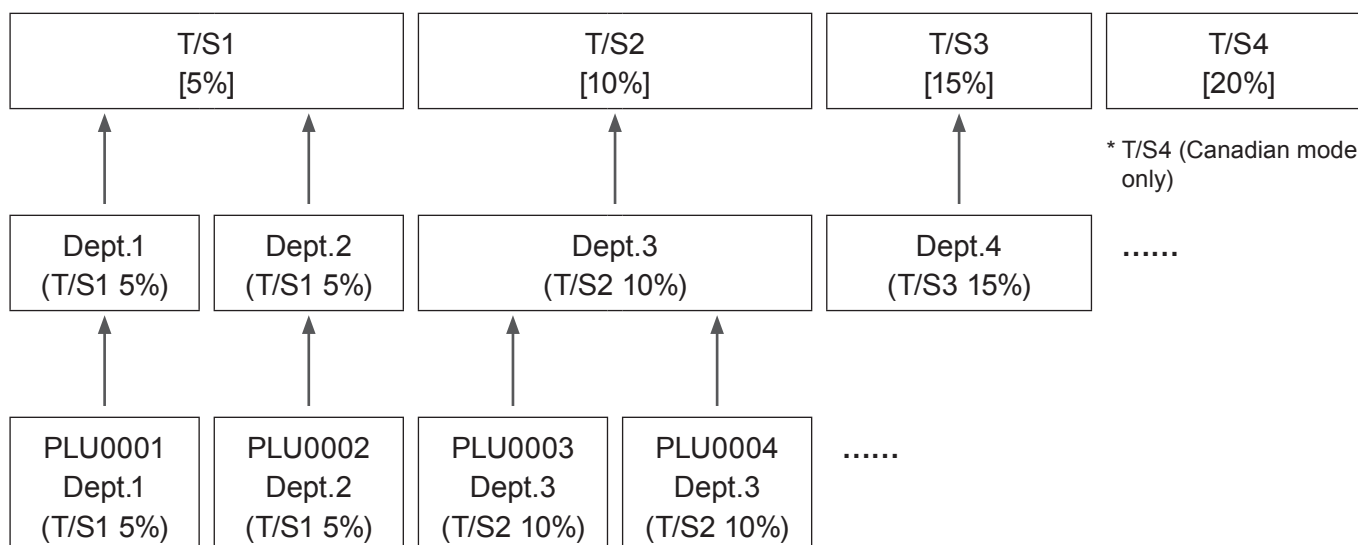 T/S1
[5%]
T/S2
[10%]
T/S3
[15%]
T/S4
[20%]
* T/S4 (Canadian mode
only)
Dept.1
(T/S1 5%)
Dept.2
(T/S1 5%)
Dept.3
(T/S2 10%)
Dept.4
(T/S3 15%)
......
PLU0001
Dept.1
(T/S1 5%)
PLU0002
Dept.2
(T/S1 5%)
PLU0003
Dept.3
(T/S2 10%)
PLU0004
Dept.3
(T/S2 10%)
......